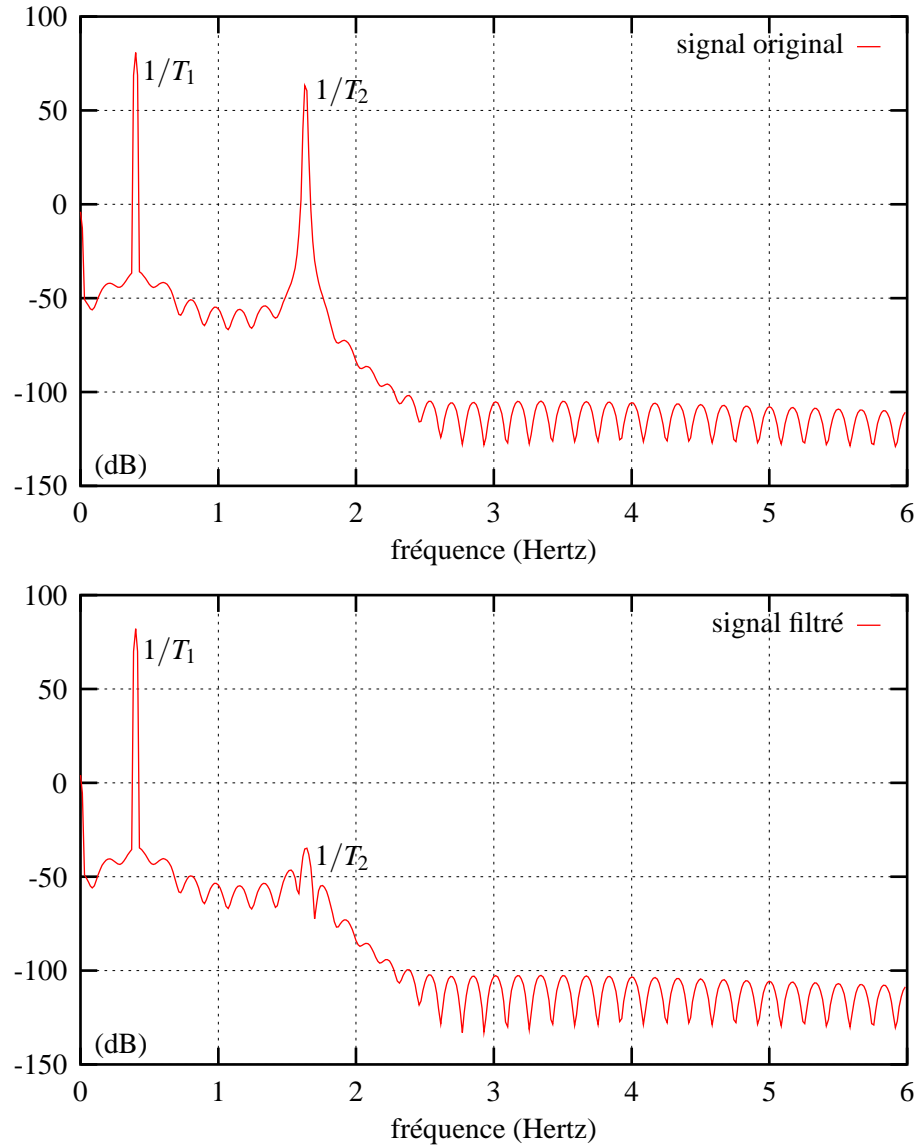 100
signal original
1/T1
1/T2
50
0
-50
-100
(dB)
-150
0 1 2 3 4 5 6
fréquence (Hertz)
100
signal filtré
1/T1
50
0
1/T2
-50
-100
(dB)
-150
0 1 2 3 4 5 6
fréquence (Hertz)